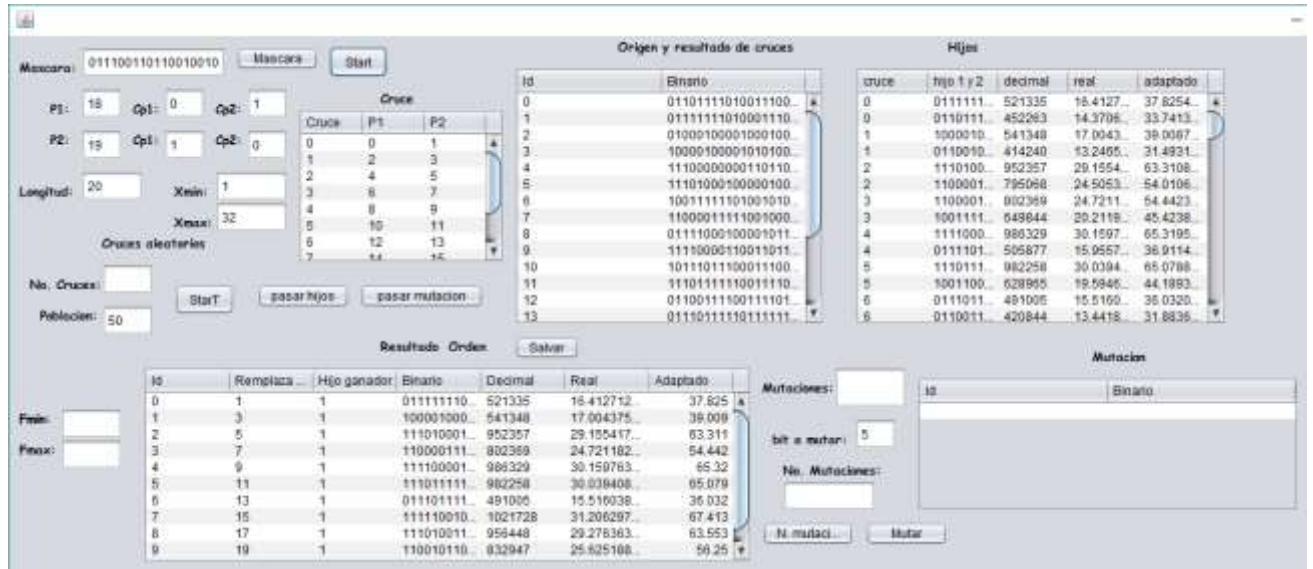 Mascara: 011100110110010010 Mascara Start
P1: 18 Cp1: 0 Cp2: 1
P2: 19 Cp1: 1 Cp2: 0
Longitud: 20 Xmin: 1
Xmax: 32
Cruces aleatorios
No. Cruces:
StarT pasar hijos pasar mutacion
Poblacion: 50
Cruce
Cruce P1 P2
0 0 1
1 2 3
2 4 5
3 6 7
4 8 9
5 10 11
6 12 13
7 14 15
Origen y resultado de cruces
Id Binario
0 01101111010011100...
1 01111111010001110...
2 01000100001000100...
3 10000100001010100...
4 11100000000110110...
5 11101000100000100...
6 10011111101001010...
7 11000011111001000...
8 01111000100001011...
9 11110000110011011...
10 10111011100011100...
11 11101111110011110...
12 01100111100111101...
13 01110111110111111...
Hijos
cruce hijo 1 y 2 decimal real adaptado
0 0111111... 521335 16.4127... 37.8254...
0 0110111... 452263 14.3706... 33.7413...
1 1000010... 541348 17.0043... 39.0087...
1 0110010... 414240 13.2465... 31.4931...
2 1110100... 952357 29.1554... 63.3108...
2 1100001... 795068 24.5053... 54.0106...
3 1100001... 802369 24.7211... 54.4423...
3 1001111... 649844 20.2119... 45.4238...
4 1111000... 986329 30.1597... 65.3195...
4 0111101... 505877 15.9557... 36.9114...
5 1110111... 982258 30.0394... 65.0788...
5 1001100... 628965 19.5946... 44.1893...
6 0111011... 491005 15.5160... 36.0320...
6 0110011... 420844 13.4418... 31.8836...
Resultado Orden Salvar
Id Remplaza ... Hijo ganador Binario Decimal Real Adaptado
0 1 1 011111110... 521335 16.412712... 37.825
1 3 1 100001000... 541348 17.004375... 39.009
2 5 1 111010001... 952357 29.155417... 63.311
3 7 1 110000111... 802369 24.721182... 54.442
4 9 1 111100001... 986329 30.159763... 65.32
5 11 1 111011111... 982258 30.039408... 65.079
6 13 1 011101111... 491005 15.516038... 36.032
7 15 1 111110010... 1021728 31.206297... 67.413
8 17 1 111010011... 956448 29.276363... 63.553
9 19 1 110010110... 832947 25.625188... 56.25
Fmin:
Fmax:
Mutaciones:
bit a mutar: 5
No. Mutaciones:
N. mutaci... Mutar
Mutacion
Id Binario